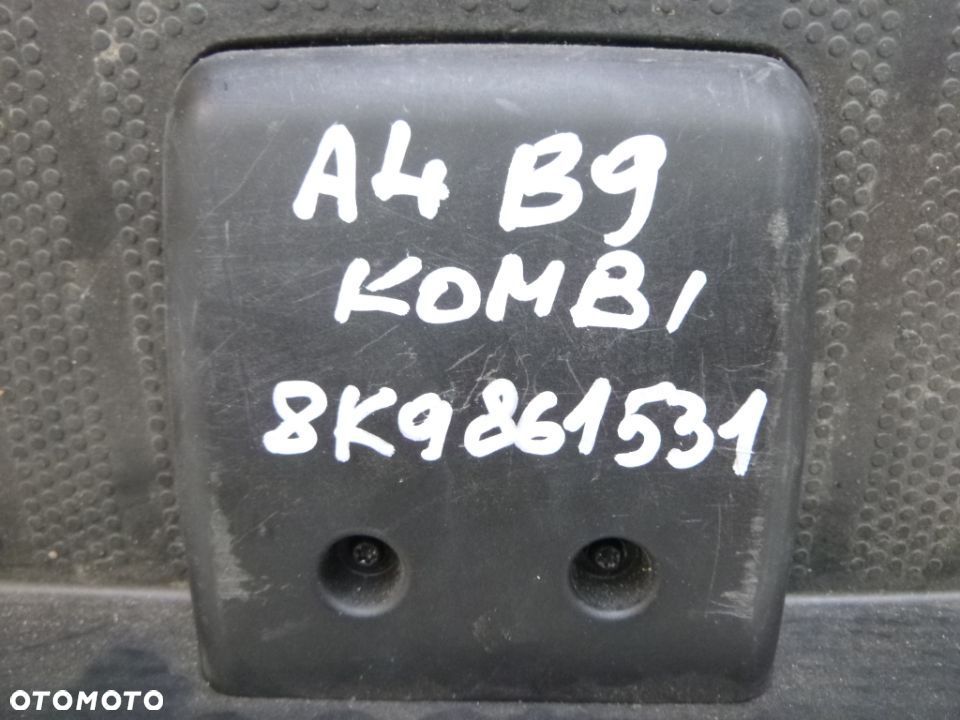 A4 B9
KOMBI
8K9861531
OTOMOTO